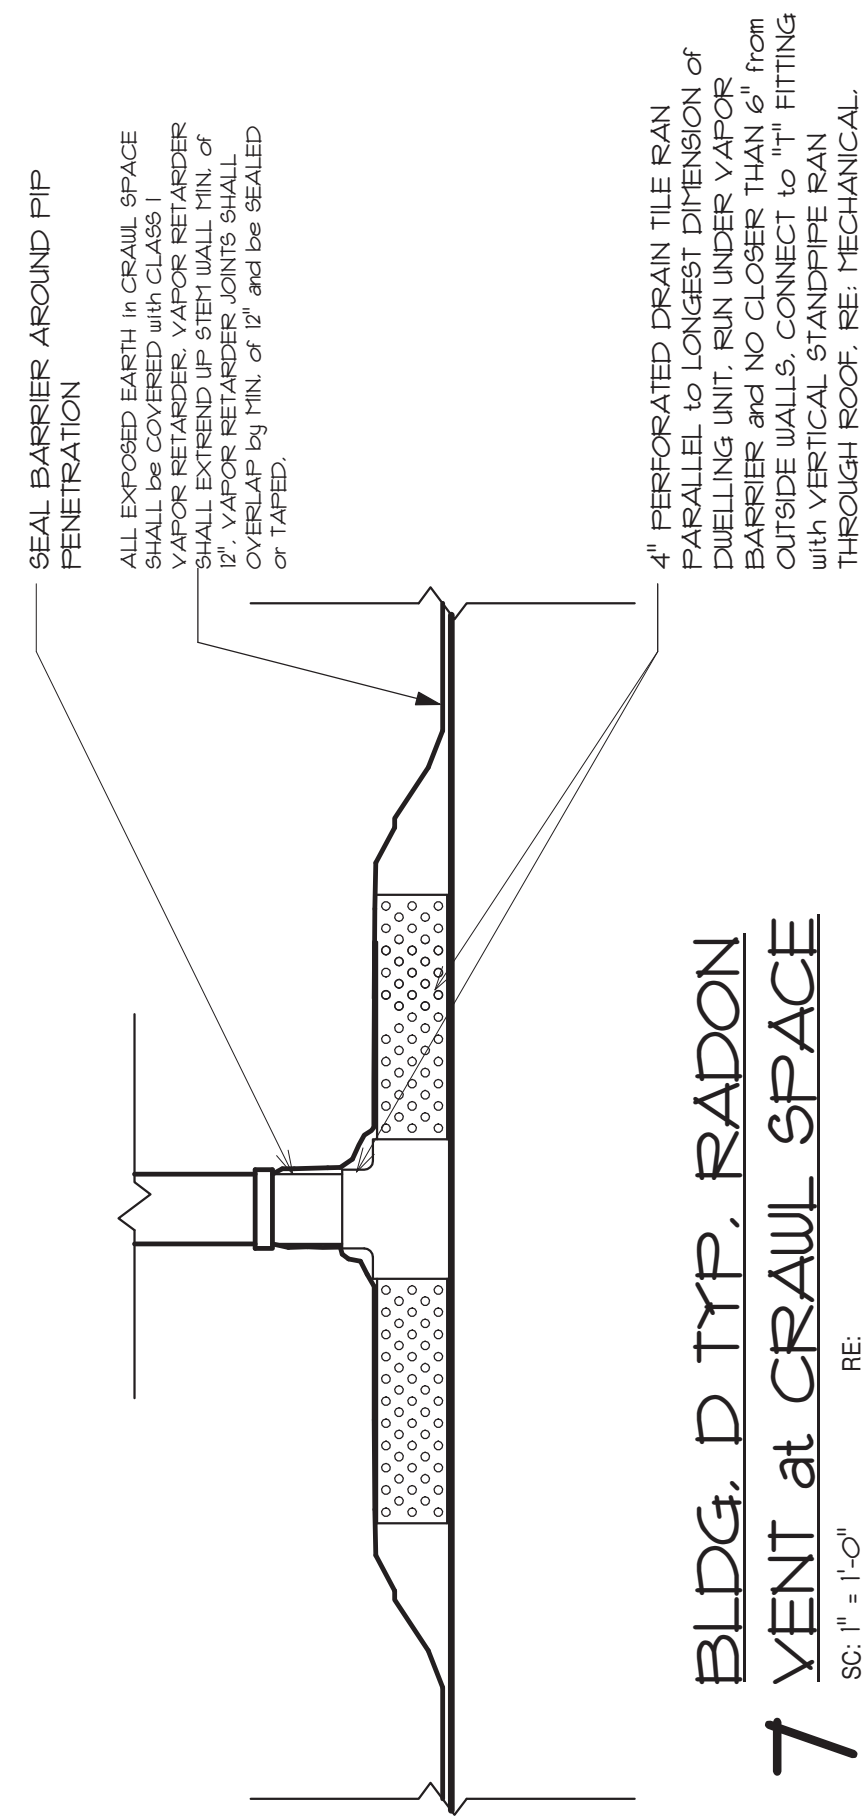 SEAL BARRIER AROUND PIP
PENETRATION
ALL EXPOSED EARTH in CRAWL SPACE
SHALL be COVERED with CLASS I
VAPOR RETARDER. VAPOR RETARDER
SHALL EXTREND UP STEM WALL MIN. of
12". VAPOR RETARDER JOINTS SHALL
OVERLAP by MIN. of 12" and be SEALED
or TAPED.
4" PERFORATED DRAIN TILE RAN
PARALLEL to LONGEST DIMENSION of
DWELLING UNIT. RUN UNDER VAPOR
BARRIER and NO CLOSER THAN 6" from
OUTSIDE WALLS. CONNECT to "T" FITTING
with VERTICAL STANDPIPE RAN
THROUGH ROOF. RE: MECHANICAL.
7
BLDG. D TYP. RADON
VENT at CRAWL SPACE
SC: 1" = 1'-0" RE: